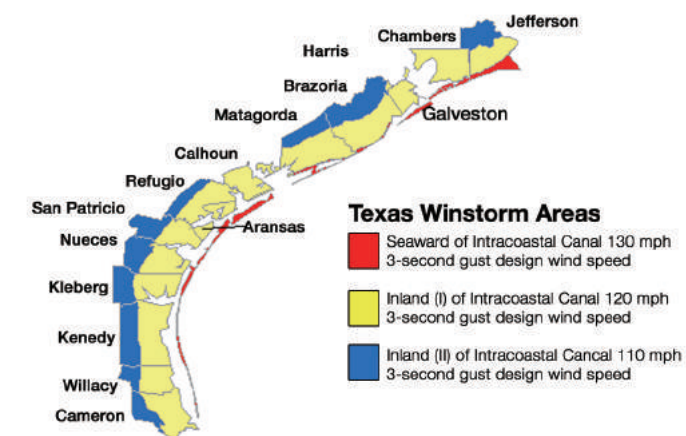 Jefferson
Chambers
Harris
Brazoria
Matagorda
Galveston
Calhoun
Refugio
San Patricio
Aransas
Nueces
Kleberg
Kenedy
Willacy
Cameron
Texas Winstorm Areas
Seaward of Intracoastal Canal 130 mph
3-second gust design wind speed
Inland (I) of Intracoastal Canal 120 mph
3-second gust design wind speed
Inland (II) of Intracoastal Cancal 110 mph
3-second gust design wind speed